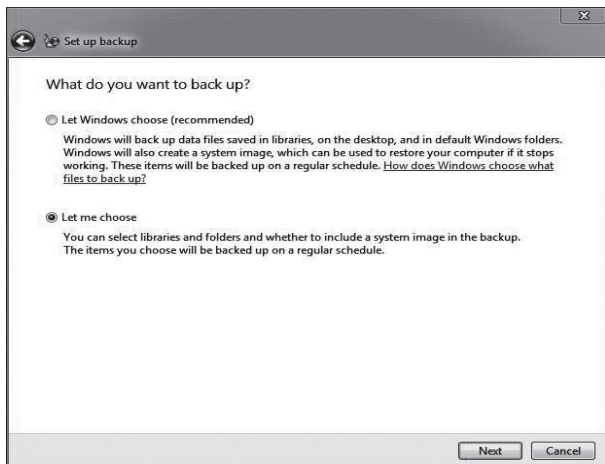 Set up backup
What do you want to back up?
Let Windows choose (recommended)
Windows will back up data files saved in libraries, on the desktop, and in default Windows folders.
Windows will also create a system image, which can be used to restore your computer if it stops
working. These items will be backed up on a regular schedule. How does Windows choose what
files to back up?
Let me choose
You can select libraries and folders and whether to include a system image in the backup.
The items you choose will be backed up on a regular schedule.
Next Cancel